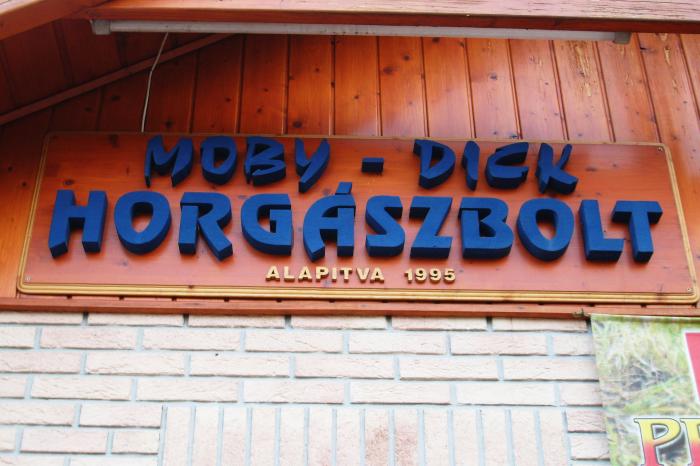 MOBY - DICK
HORGÁSZBOLT
ALAPITVA 1995